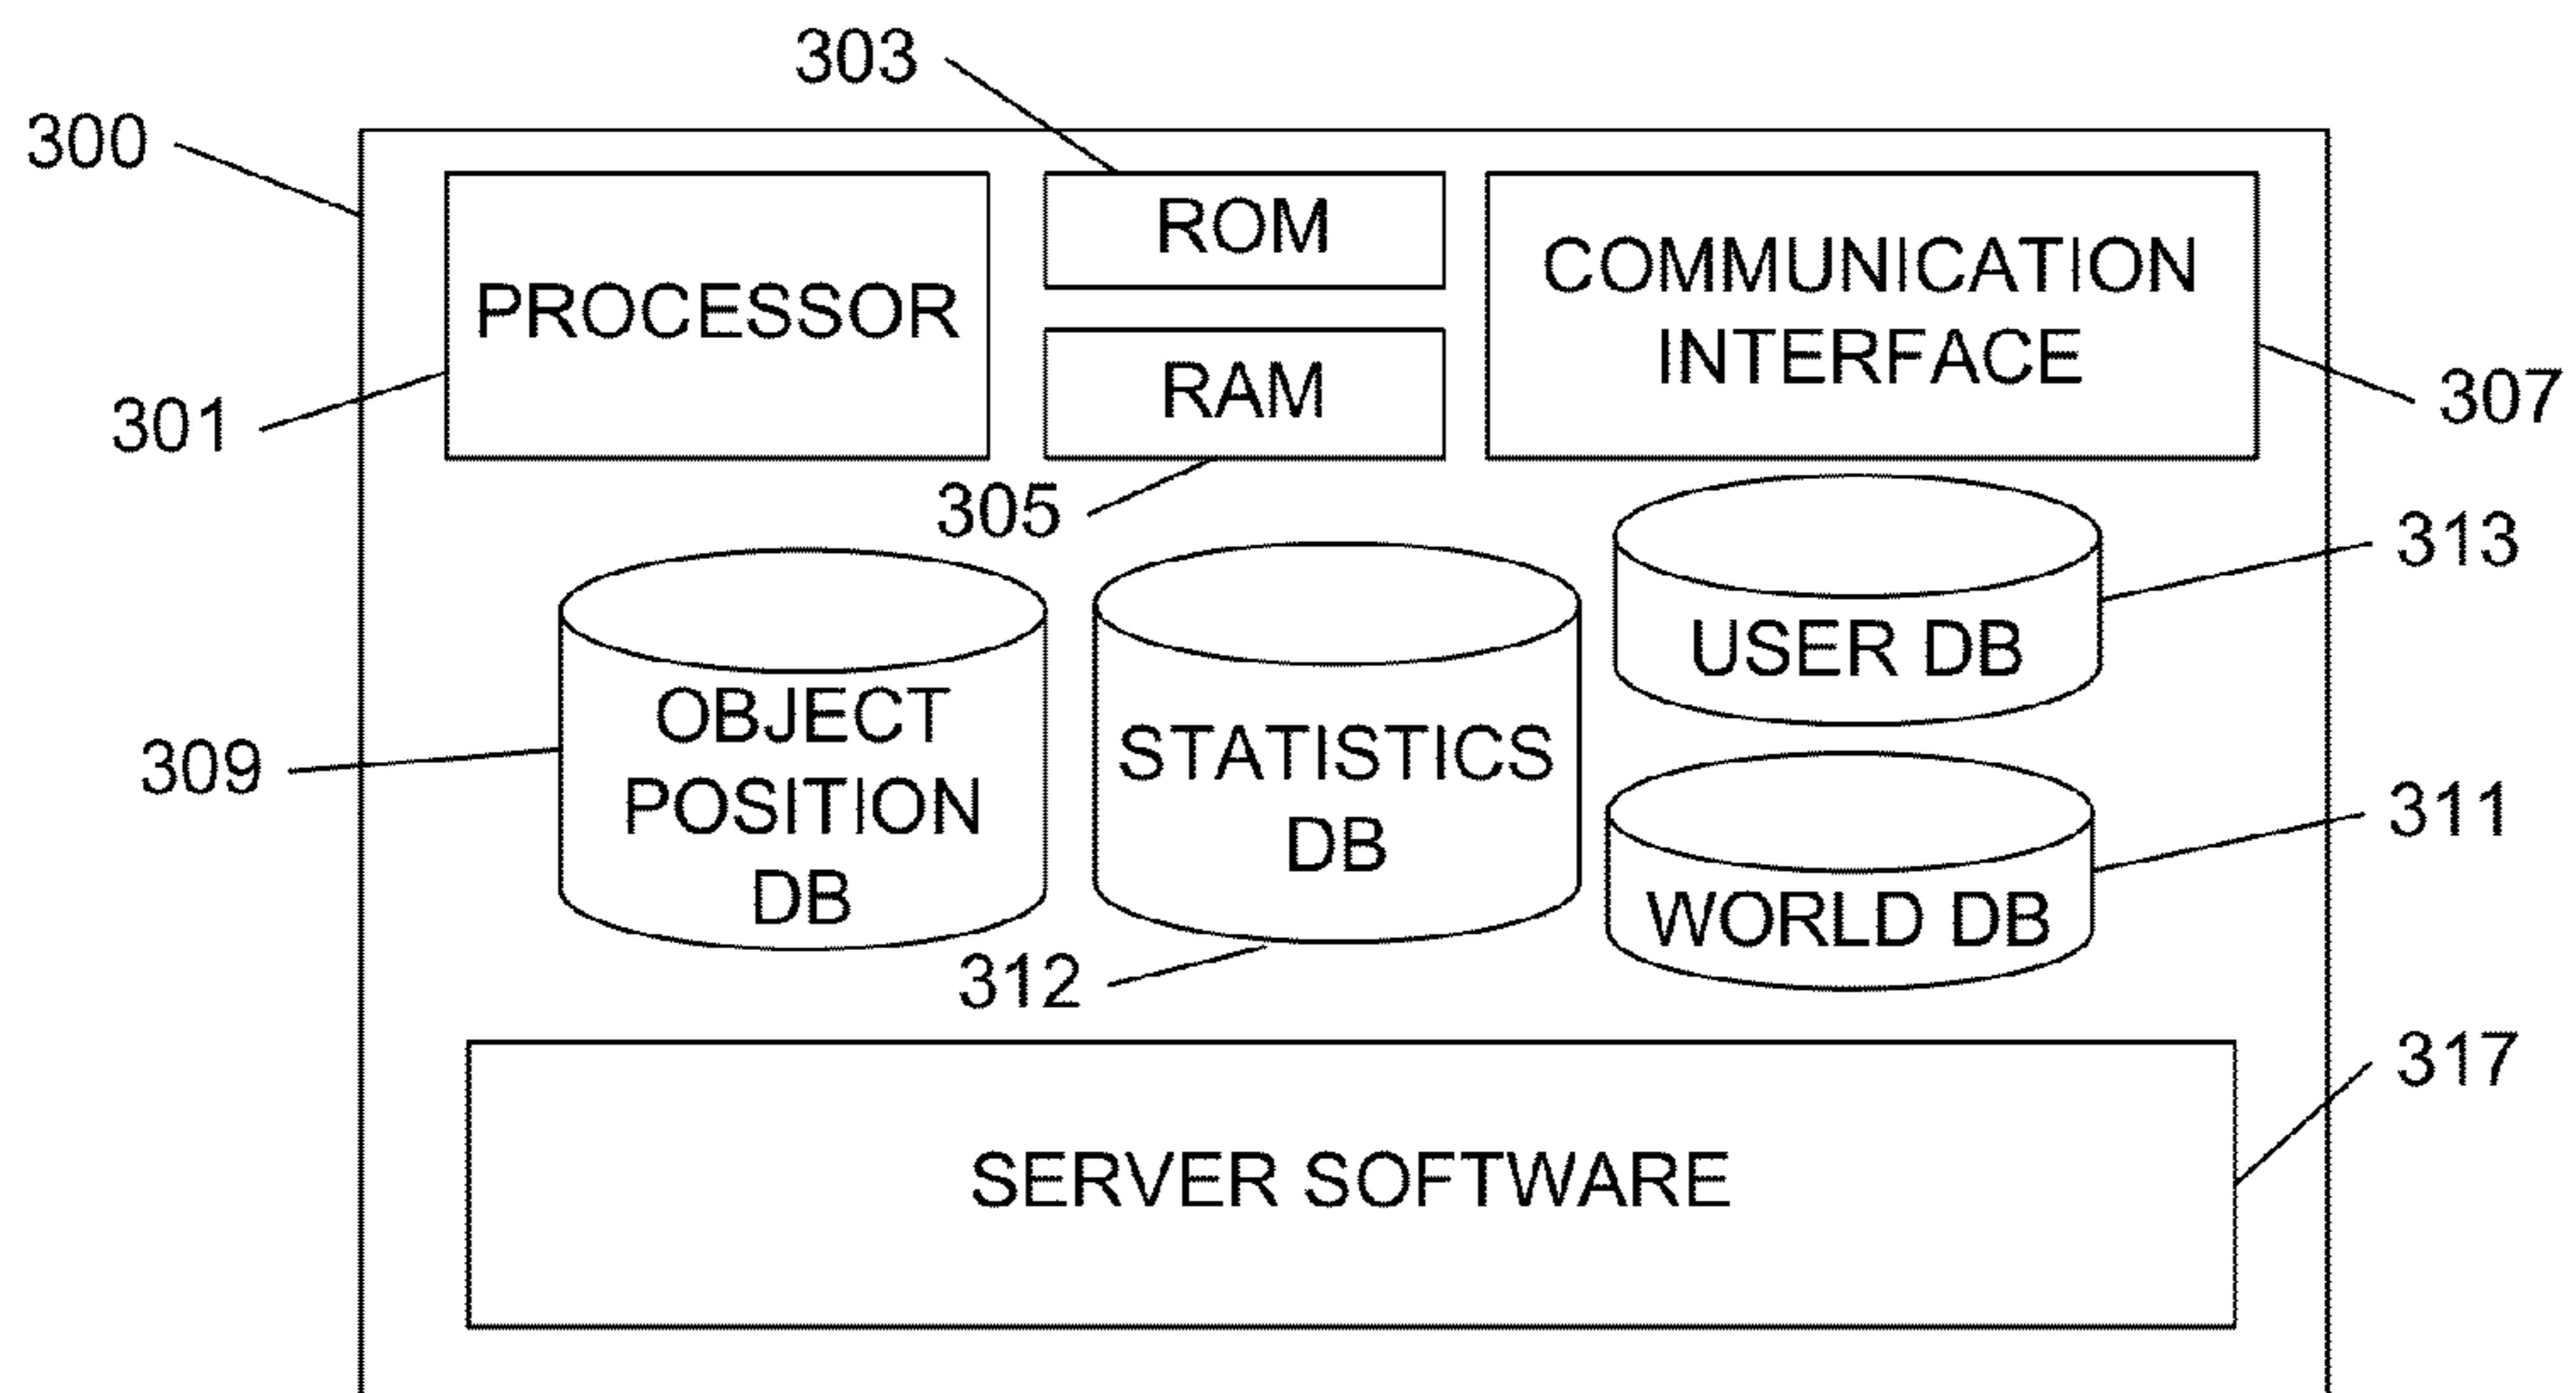 303
300
ROM
COMMUNICATION
INTERFACE
PROCESSOR
RAM
307
301
305
313
USER DB
OBJECT
POSITION
DB
STATISTICS
DB
309
311
WORLD DB
312
317
SERVER SOFTWARE